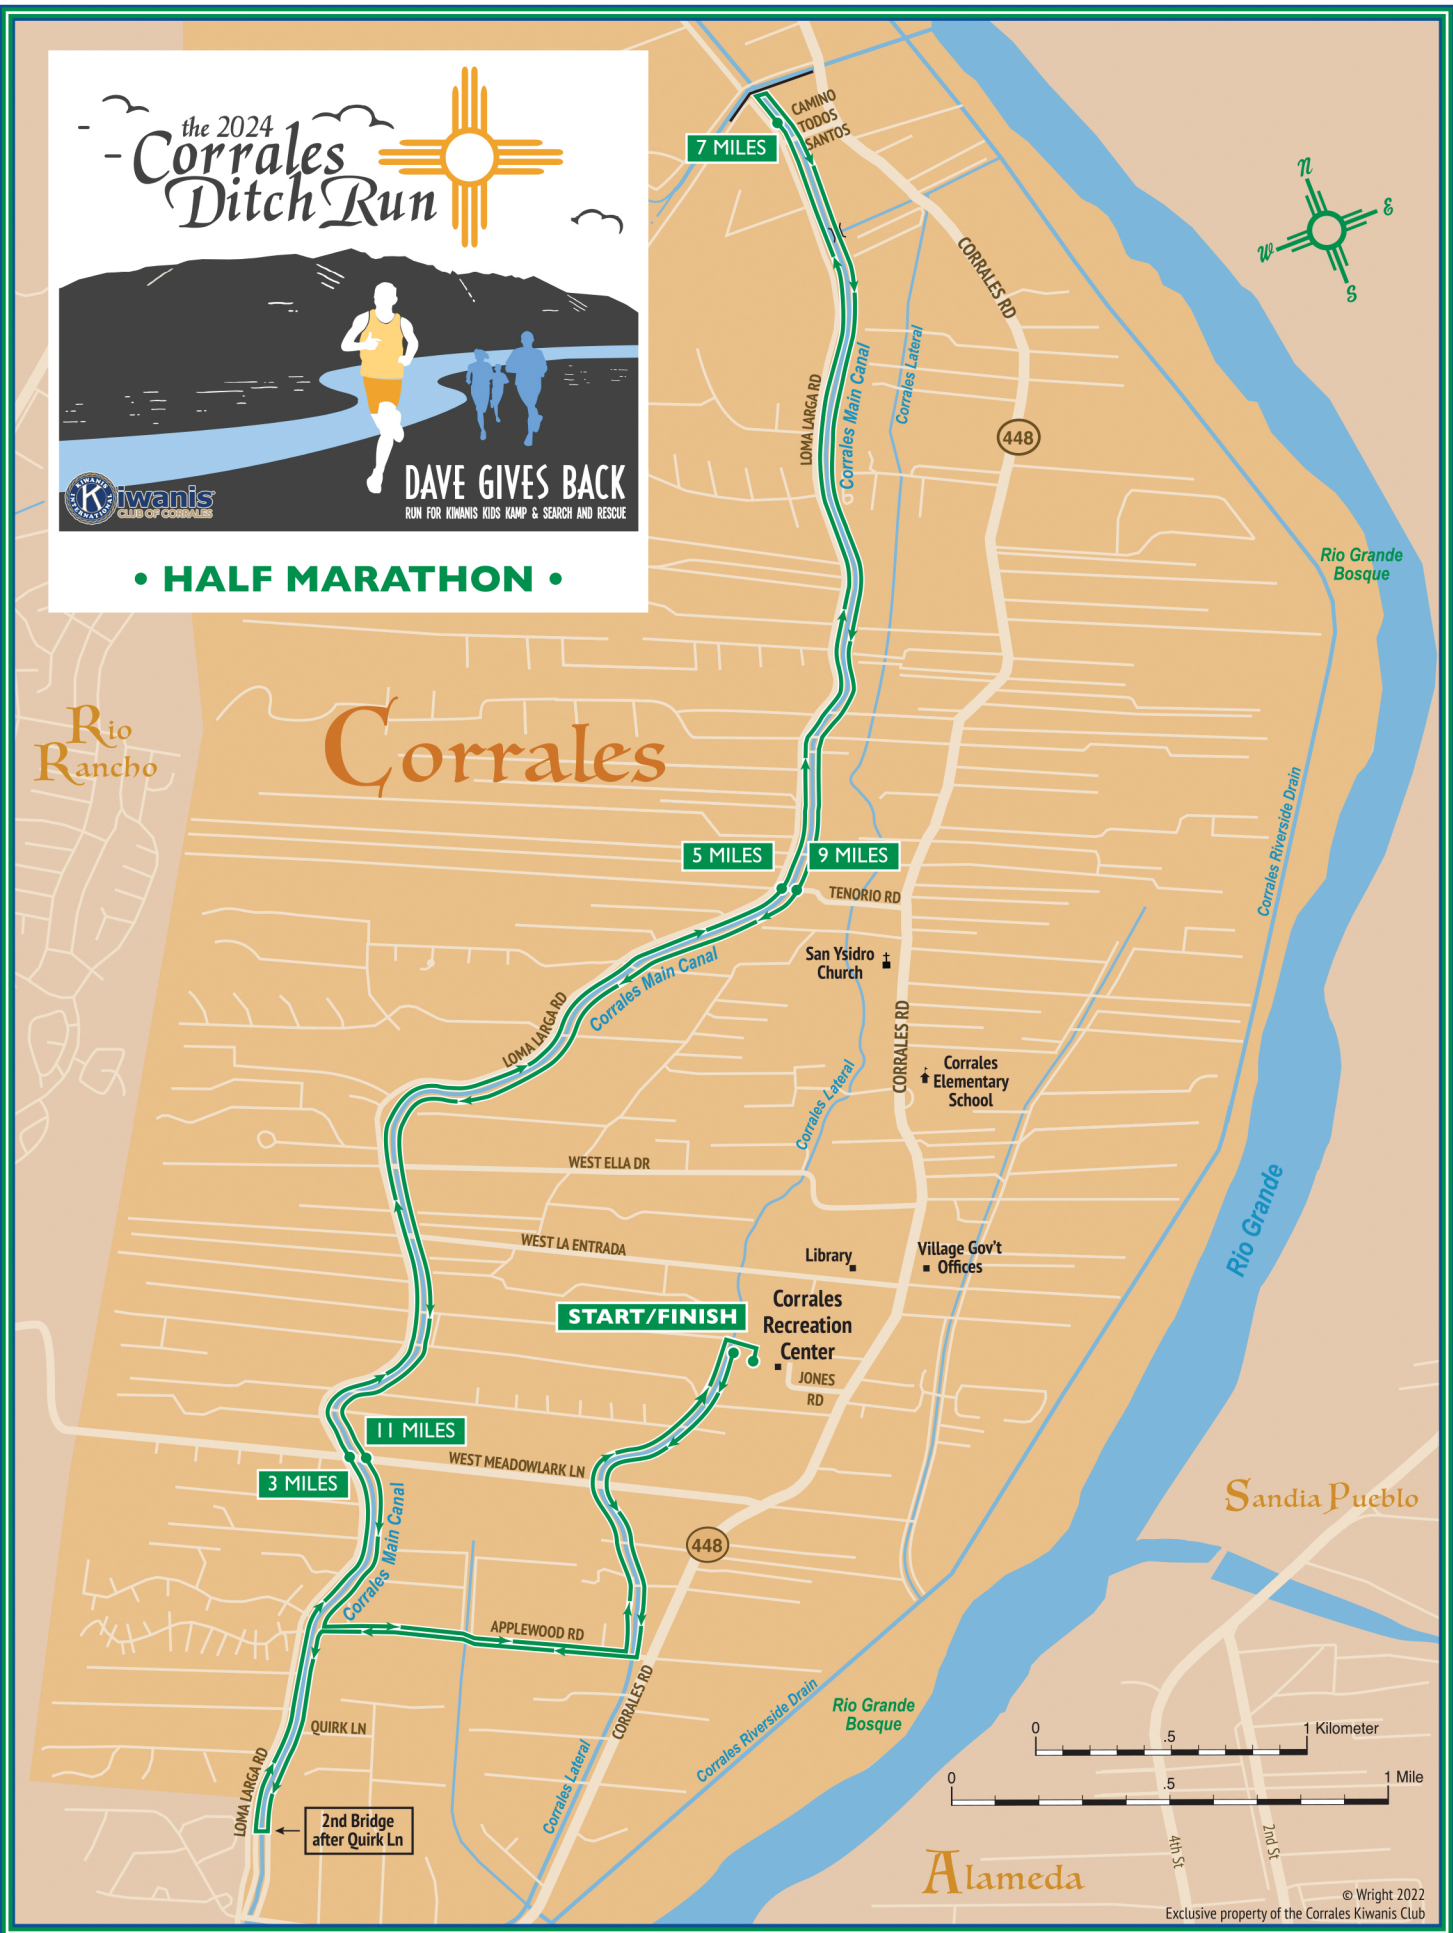 the 2024
Corrales
Ditch Run
KIWANIS
INTERNATIONAL
K
iwanis
CLUB OF CORRALES
DAVE GIVES BACK
RUN FOR KIWANIS KIDS KAMP & SEARCH AND RESCUE
• HALF MARATHON •
CAMINO
TODOS
SANTOS
7 MILES
N
E
W
S
CORRALES RD
Corrales Lateral
Corrales Main Canal
LOMA LARGA RD
448
Rio Grande
Bosque
Rio
Rancho
Corrales
Corrales Riverside Drain
5 MILES
9 MILES
TENORIO RD
San Ysidro
Church
Corrales Main Canal
LOMA LARGA RD
CORRALES RD
Corrales
Elementary
School
Corrales Lateral
WEST ELLA DR
Rio Grande
WEST LA ENTRADA
Library
Village Gov't
Offices
START/FINISH
Corrales
Recreation
Center
JONES
RD
11 MILES
WEST MEADOWLARK LN
3 MILES
Corrales Main Canal
Sandia Pueblo
448
APPLEWOOD RD
CORRALES RD
Corrales Riverside Drain
Rio Grande
Bosque
QUIRK LN
LOMA LARGA RD
Corrales Lateral
2nd Bridge
after Quirk Ln
0
.5
1 Kilometer
0
.5
1 Mile
4th St
2nd St
Alameda
© Wright 2022
Exclusive property of the Corrales Kiwanis Club